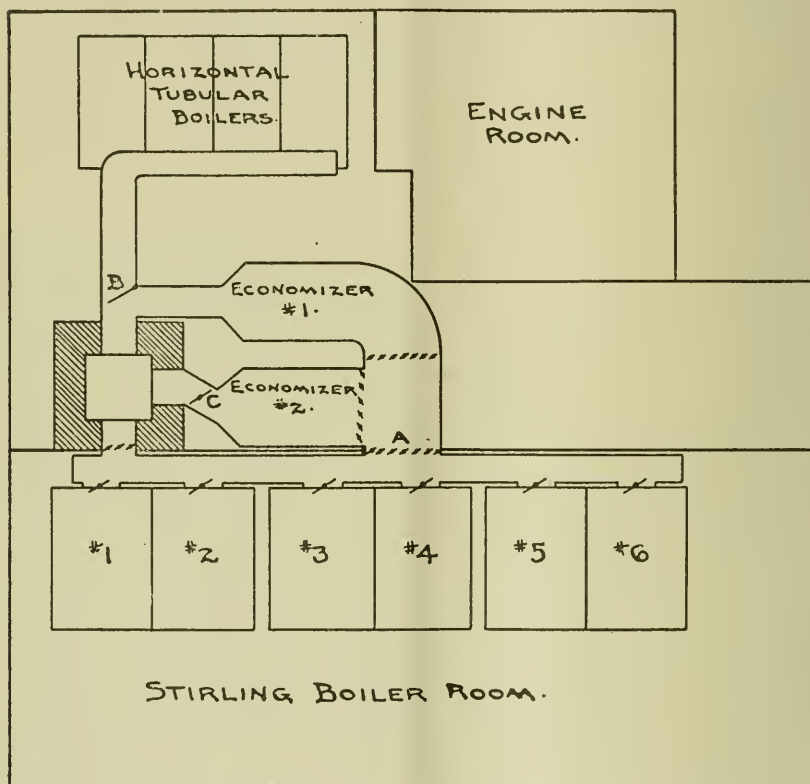 HORIZONTAL
TUBULAR
BOILERS.
ENGINE
ROOM.
B
ECONOMIZER
#1.
ECONOMIZER
#2.
C
A
#1
#2
#3
#4
#5
#6
STIRLING BOILER ROOM.